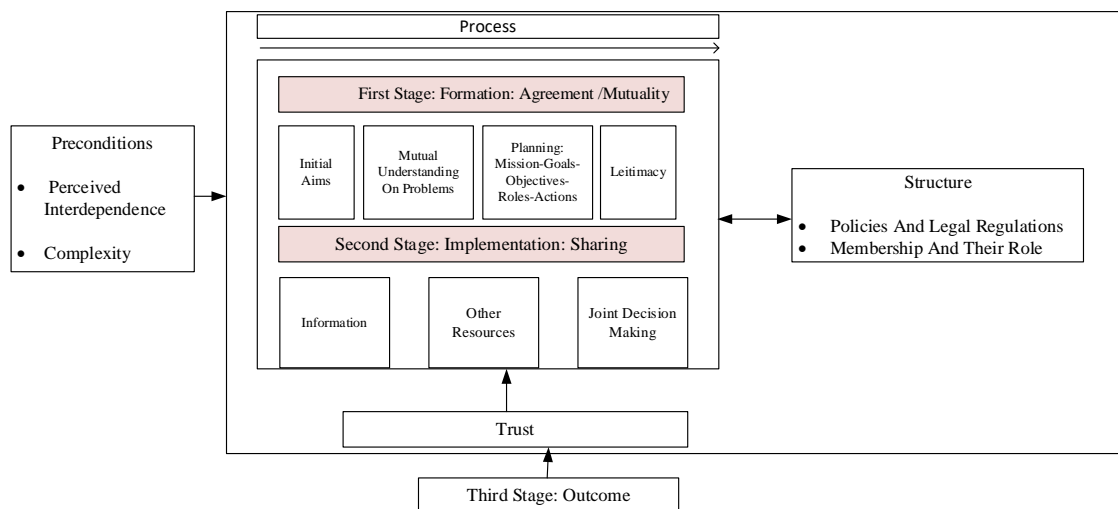 Process
First Stage: Formation: Agreement /Mutuality
Preconditions
• Perceived
Interdependence
• Complexity
Initial
Aims
Mutual
Understanding
On Problems
Planning:
Mission-Goals-
Objectives-
Roles-Actions
Leitimacy
Second Stage: Implementation: Sharing
Structure
• Policies And Legal Regulations
• Membership And Their Role
Information
Other
Resources
Joint Decision
Making
Trust
Third Stage: Outcome